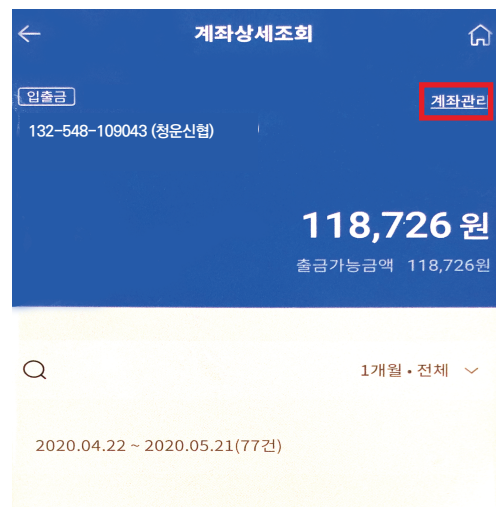 계좌상세조회
입출금
계좌관리
132-548-109043 (청운신협)
118,726 원
출금가능금액 118,726원
1개월 • 전체
2020.04.22 ~ 2020.05.21(77건)